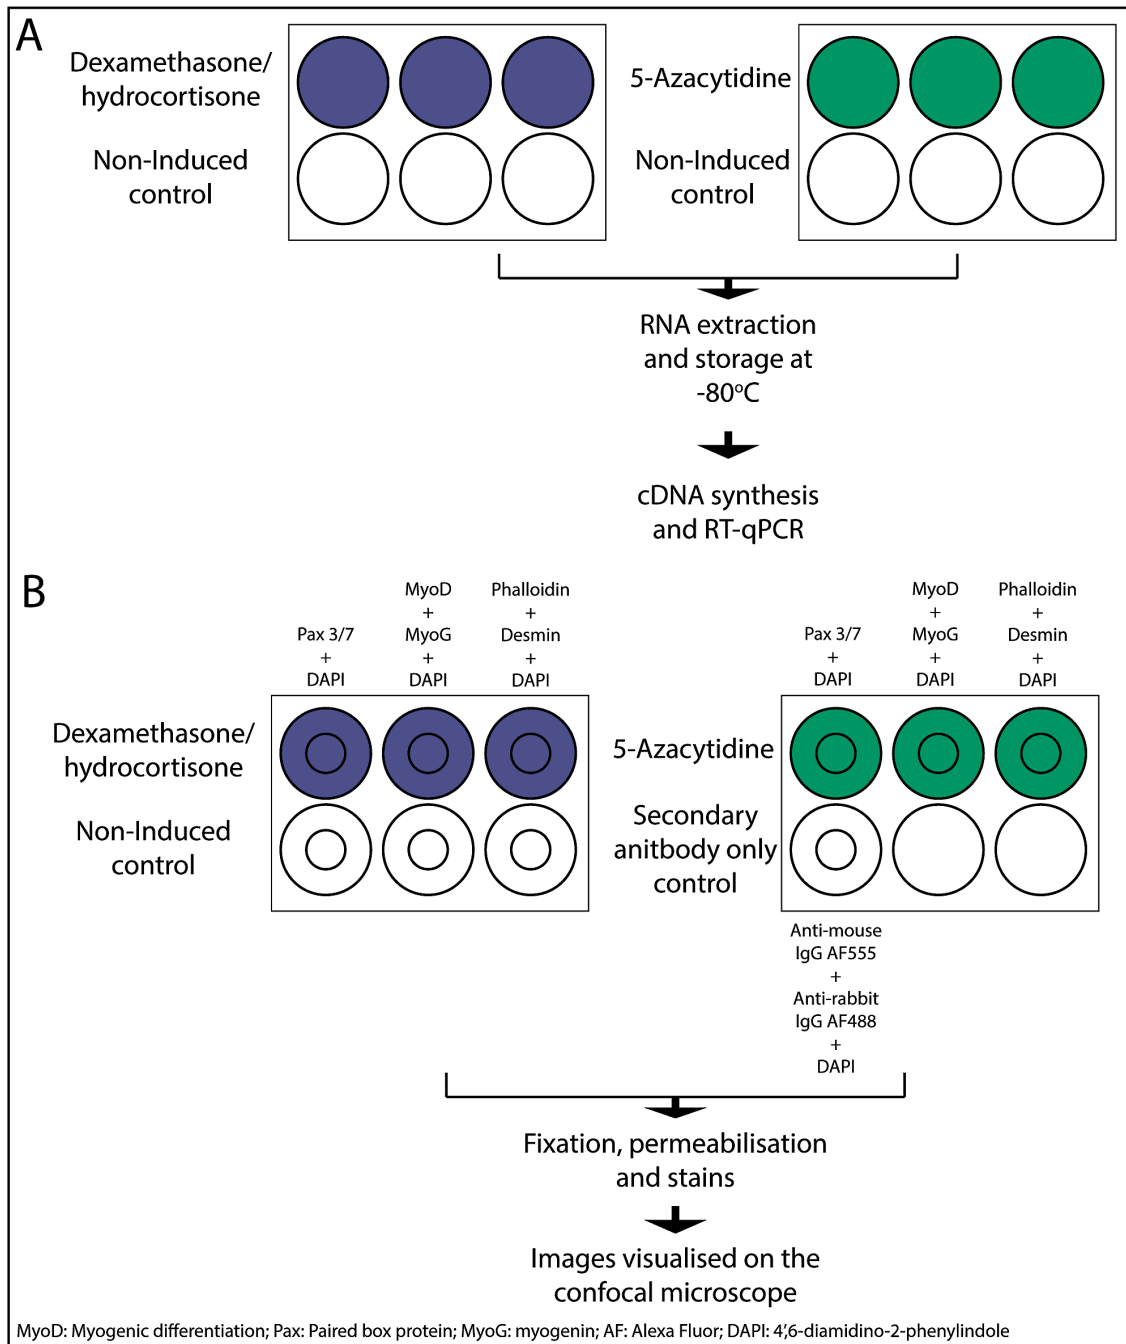 A
Dexamethasone/
hydrocortisone
Non-Induced
control
5-Azacytidine
Non-Induced
control
RNA extraction
and storage at
-80°C
cDNA synthesis
and RT-qPCR
B
Pax 3/7
+
DAPI
MyoD
+
MyoG
+
DAPI
Phalloidin
+
Desmin
+
DAPI
Pax 3/7
+
DAPI
MyoD
+
MyoG
+
DAPI
Phalloidin
+
Desmin
+
DAPI
Dexamethasone/
hydrocortisone
Non-Induced
control
5-Azacytidine
Secondary
anitbody only
control
Anti-mouse
IgG AF555
+
Anti-rabbit
IgG AF488
+
DAPI
Fixation, permeabilisation
and stains
Images visualised on the
confocal microscope
MyoD: Myogenic differentiation; Pax: Paired box protein; MyoG: myogenin; AF: Alexa Fluor; DAPI: 4',6-diamidino-2-phenylindole